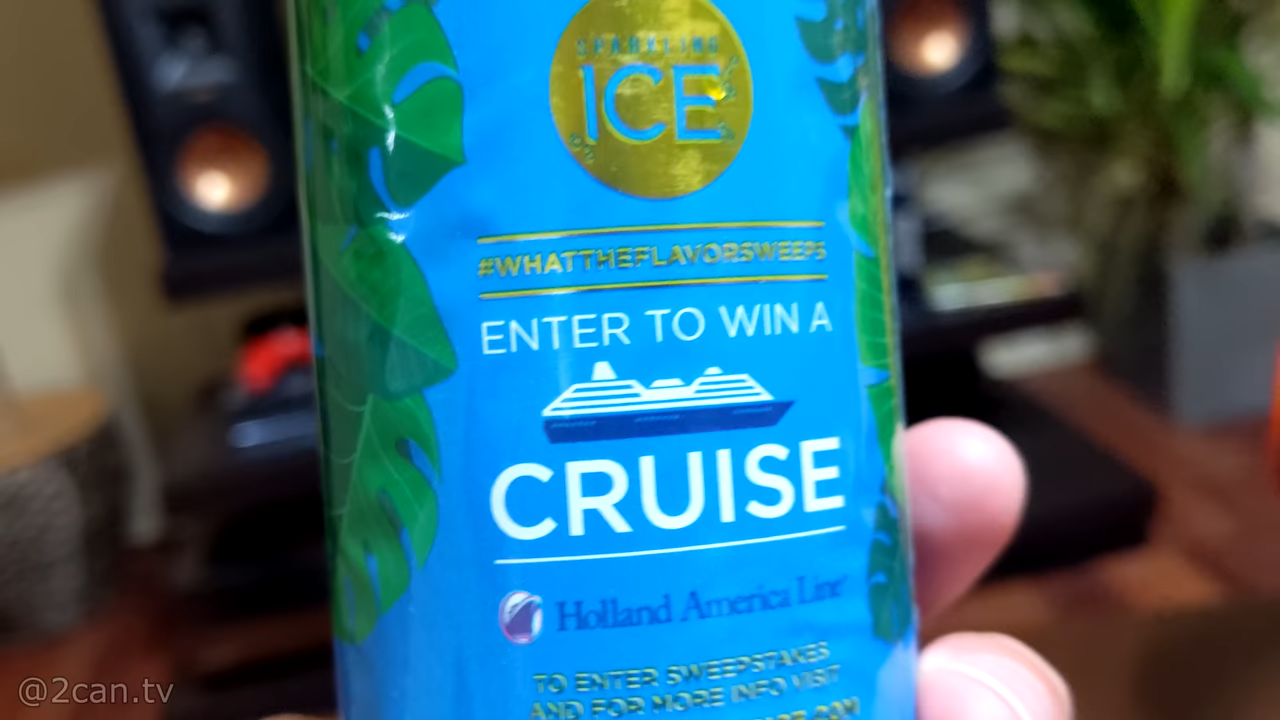 SPARKLING
ICE
#WHATTHEFLAVORSWEEPS
ENTER TO WIN A
CRUISE
Holland America Line
TO ENTER SWEEPSTAKES
AND FOR MORE INFO VISIT
@2can.tv